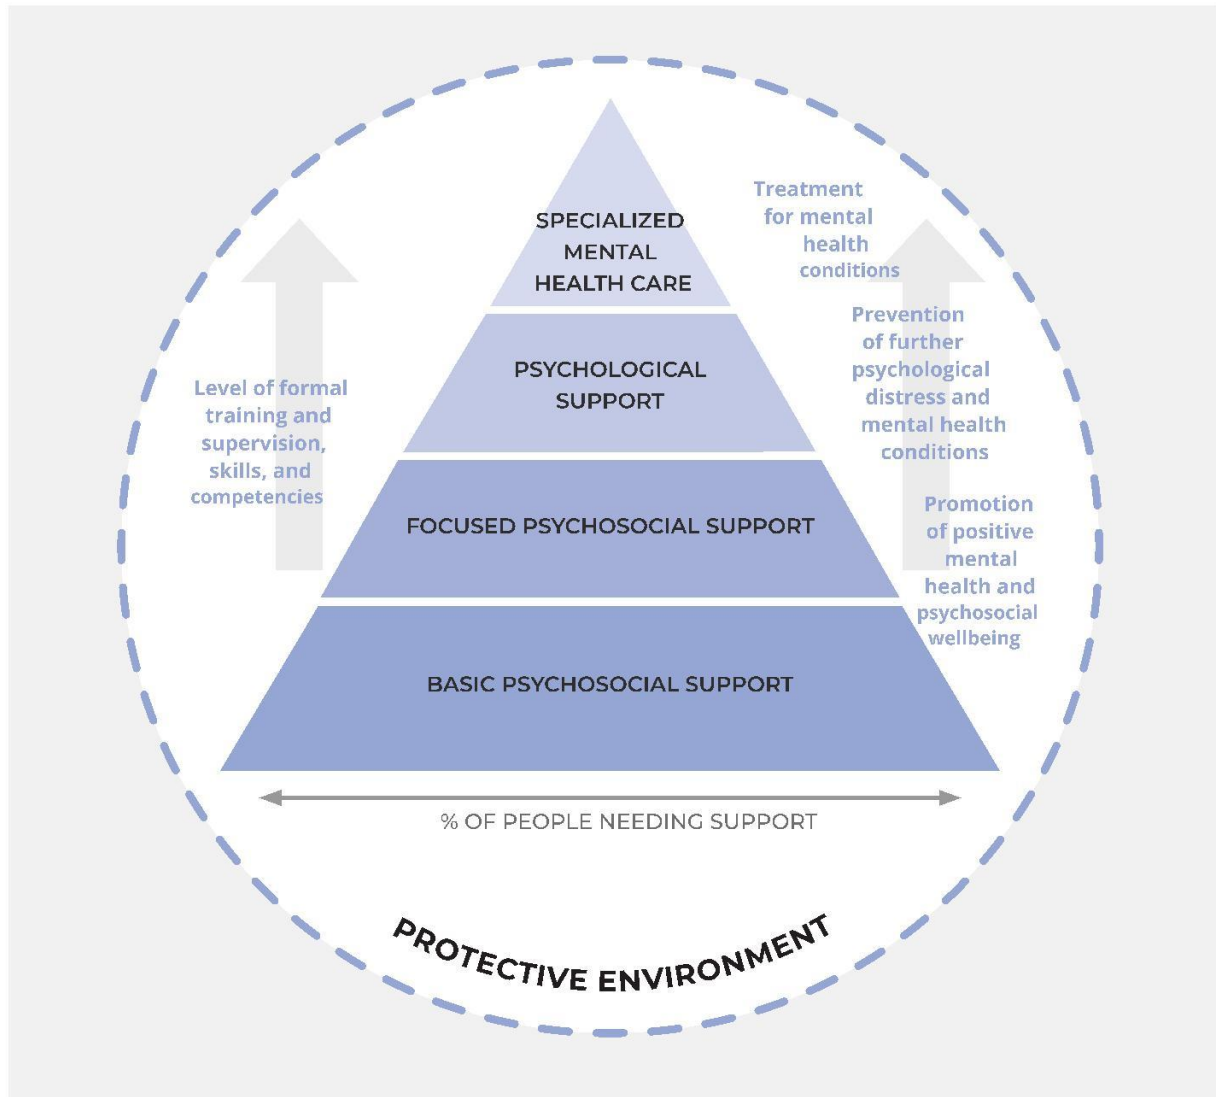 SPECIALIZED
MENTAL
HEALTH CARE
PSYCHOLOGICAL
SUPPORT
FOCUSED PSYCHOSOCIAL SUPPORT
BASIC PSYCHOSOCIAL SUPPORT
Level of formal
training and
supervision,
skills, and
competencies
Treatment
for mental
health
conditions
Prevention
of further
psychological
distress and
mental health
conditions
Promotion
of positive
mental
health and
psychosocial
wellbeing
% OF PEOPLE NEEDING SUPPORT
PROTECTIVE ENVIRONMENT